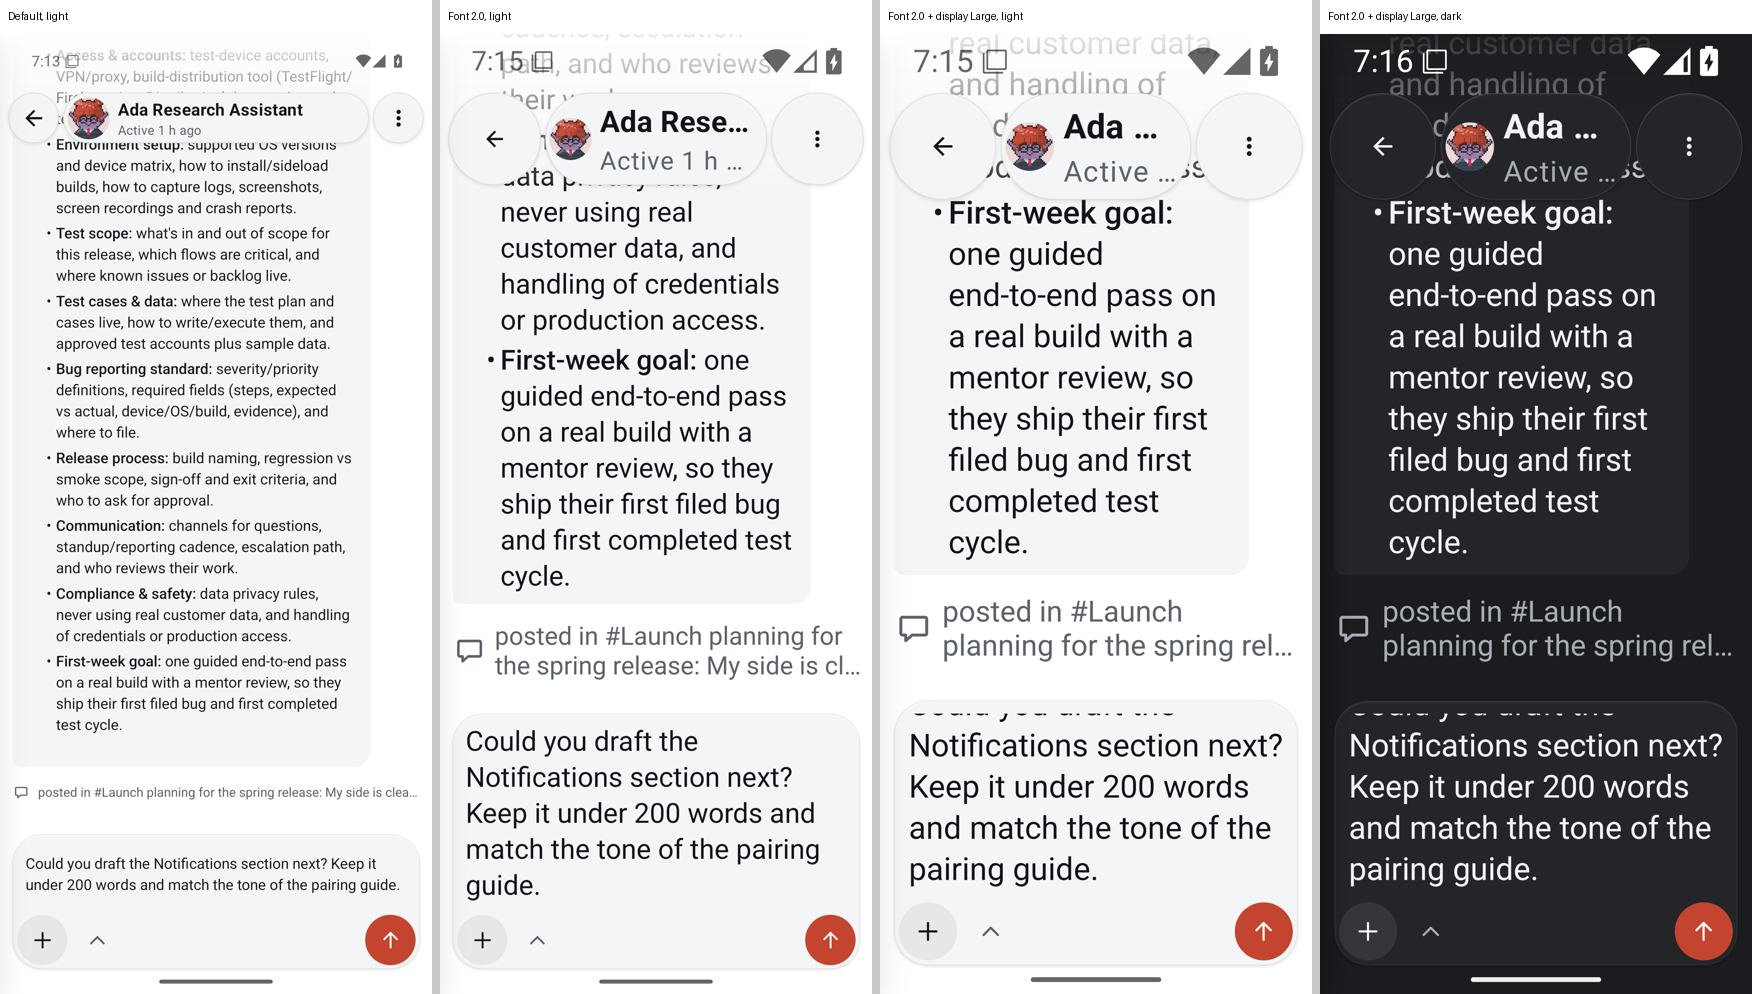 Default, light
7:13
Access & accounts: test-device accounts,
VPN/proxy, build-distribution tool (TestFlight/
Ada Research Assistant
Active 1 h ago
• Environment setup: supported OS versions
and device matrix, how to install/sideload
builds, how to capture logs, screenshots,
screen recordings and crash reports.
• Test scope: what's in and out of scope for
this release, which flows are critical, and
where known issues or backlog live.
• Test cases & data: where the test plan and
cases live, how to write/execute them, and
approved test accounts plus sample data.
• Bug reporting standard: severity/priority
definitions, required fields (steps, expected
vs actual, device/OS/build, evidence), and
where to file.
• Release process: build naming, regression vs
smoke scope, sign-off and exit criteria, and
who to ask for approval.
• Communication: channels for questions,
standup/reporting cadence, escalation path,
and who reviews their work.
• Compliance & safety: data privacy rules,
never using real customer data, and handling
of credentials or production access.
• First-week goal: one guided end-to-end pass
on a real build with a mentor review, so they
ship their first filed bug and first completed
test cycle.
posted in #Launch planning for the spring release: My side is clea...
Could you draft the Notifications section next? Keep it
under 200 words and match the tone of the pairing guide.
Font 2.0, light
cadence, escalation
7:15
path, and who reviews
their
Ada Rese...
Active 1 h ...
data privacy rules,
never using real
customer data, and
handling of credentials
or production access.
• First-week goal: one
guided end-to-end pass
on a real build with a
mentor review, so they
ship their first filed bug
and first completed test
cycle.
posted in #Launch planning for
the spring release: My side is cl...
Could you draft the
Notifications section next?
Keep it under 200 words and
match the tone of the pairing
guide.
Font 2.0 + display Large, light
real customer data,
7:15
and handling of
Ada ...
Active ...
• First-week goal:
one guided
end-to-end pass on
a real build with a
mentor review, so
they ship their first
filed bug and first
completed test
cycle.
posted in #Launch
planning for the spring rel...
Could you draft the
Notifications section next?
Keep it under 200 words
and match the tone of the
pairing guide.
Font 2.0 + display Large, dark
real customer data,
7:16
and handling of
Ada ...
Active ...
• First-week goal:
one guided
end-to-end pass on
a real build with a
mentor review, so
they ship their first
filed bug and first
completed test
cycle.
posted in #Launch
planning for the spring rel...
Could you draft the
Notifications section next?
Keep it under 200 words
and match the tone of the
pairing guide.